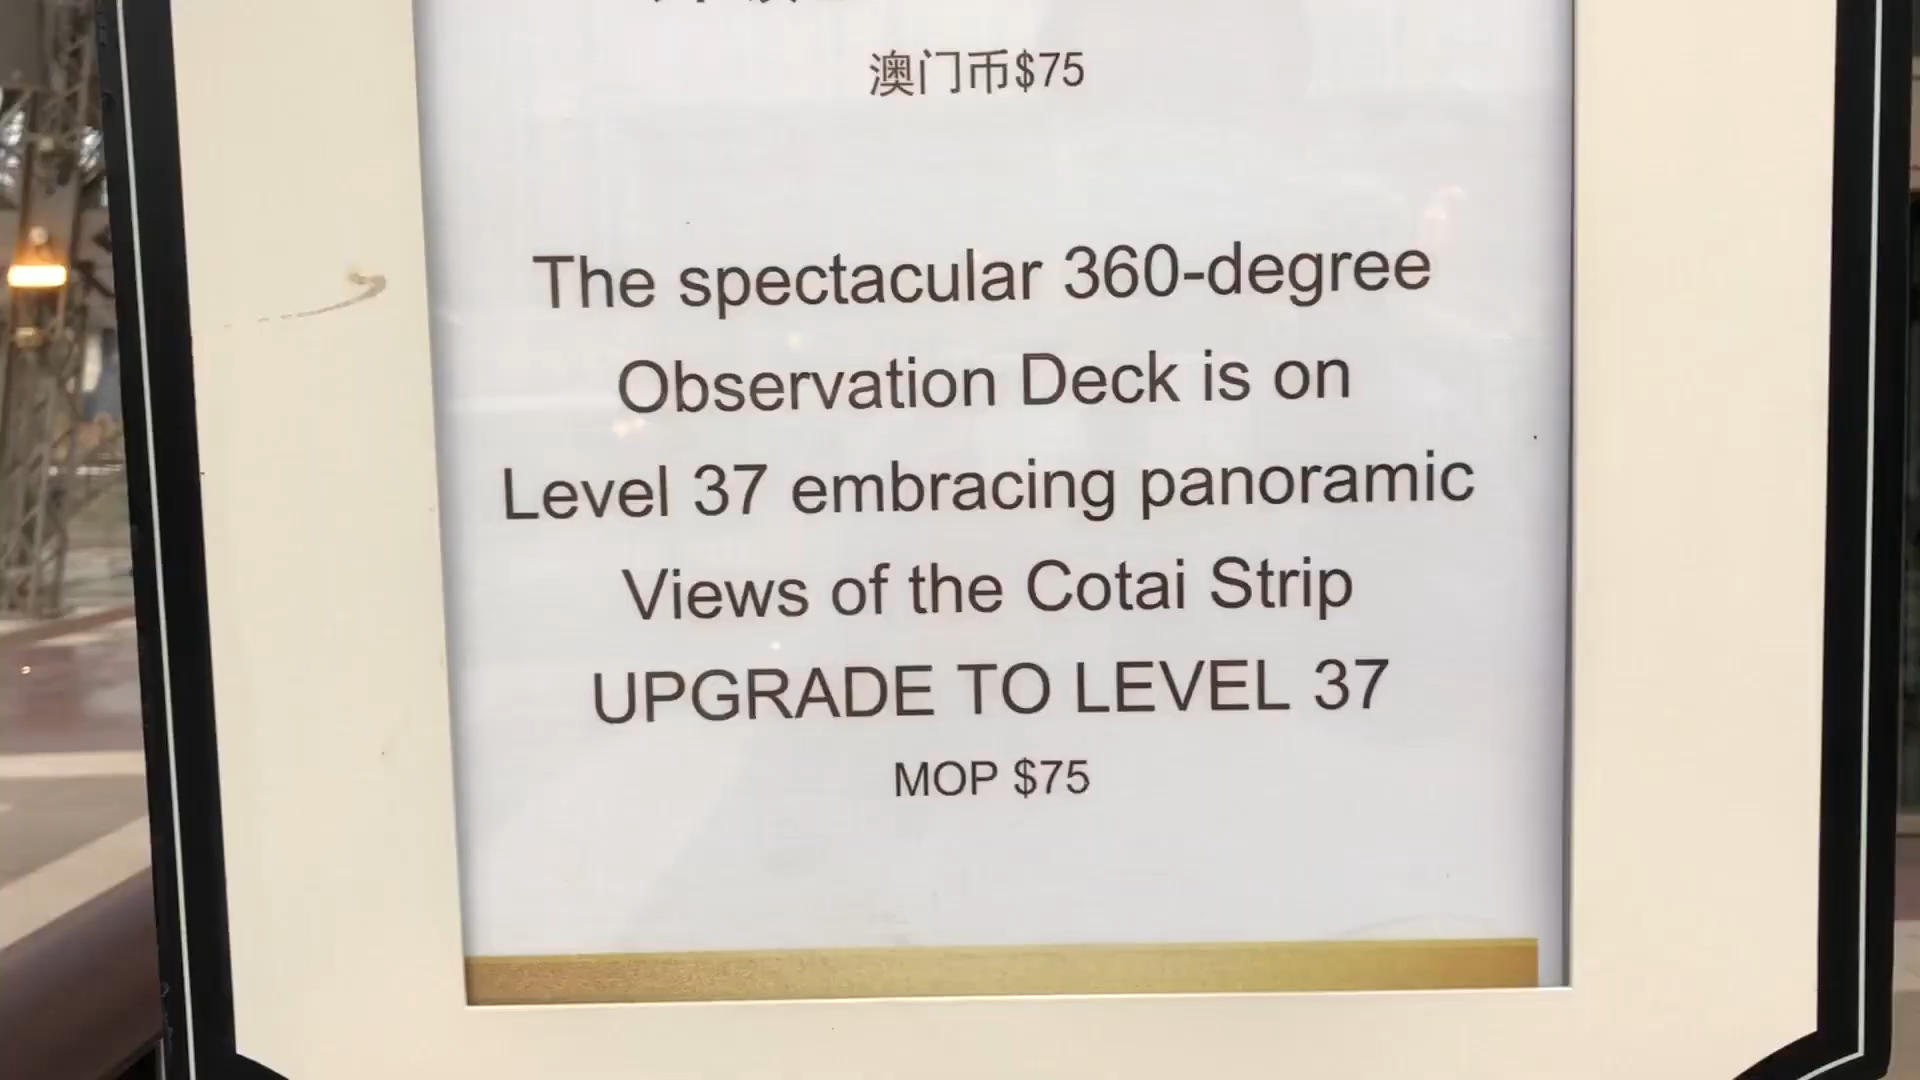 澳门币$75
The spectacular 360-degree
Observation Deck is on
Level 37 embracing panoramic
Views of the Cotai Strip
UPGRADE TO LEVEL 37
MOP $75